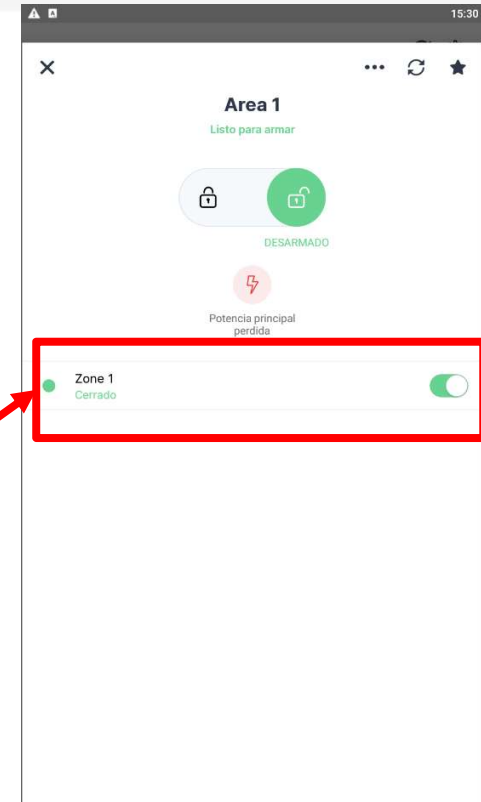 15:30
Area 1
Listo para armar
DESARMADO
Potencia principal
perdida
Zone 1
Cerrado